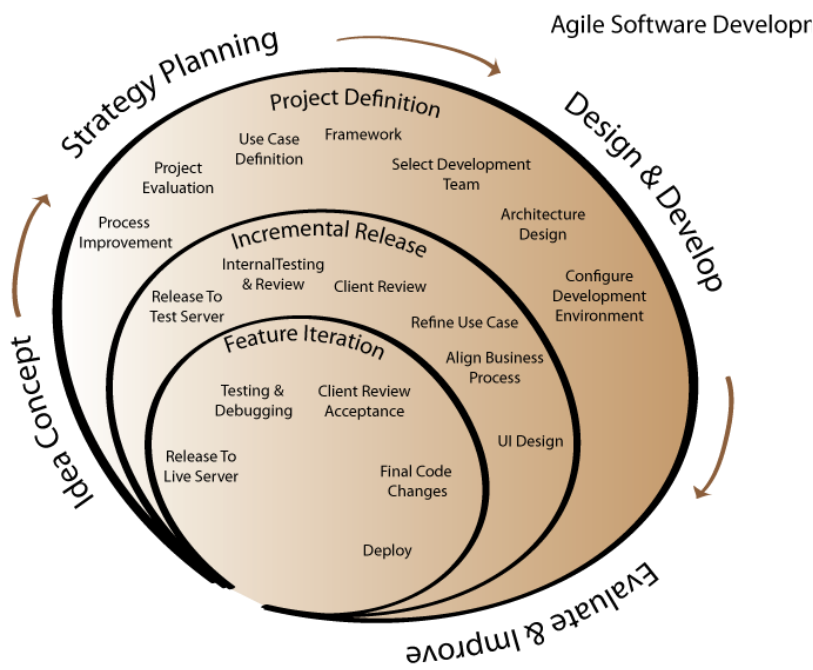 Agile Software Developr
Strategy Planning
Design & Develop
Evaluate & Improve
Idea Concept
Project Definition
Process
Improvement
Project
Evaluation
Use Case
Definition
Framework
Select Development
Team
Architecture
Design
Configure
Development
Environment
Incremental Release
Release To
Test Server
InternalTesting
& Review
Client Review
Refine Use Case
Align Business
Process
UI Design
Feature Iteration
Release To
Live Server
Testing &
Debugging
Client Review
Acceptance
Final Code
Changes
Deploy